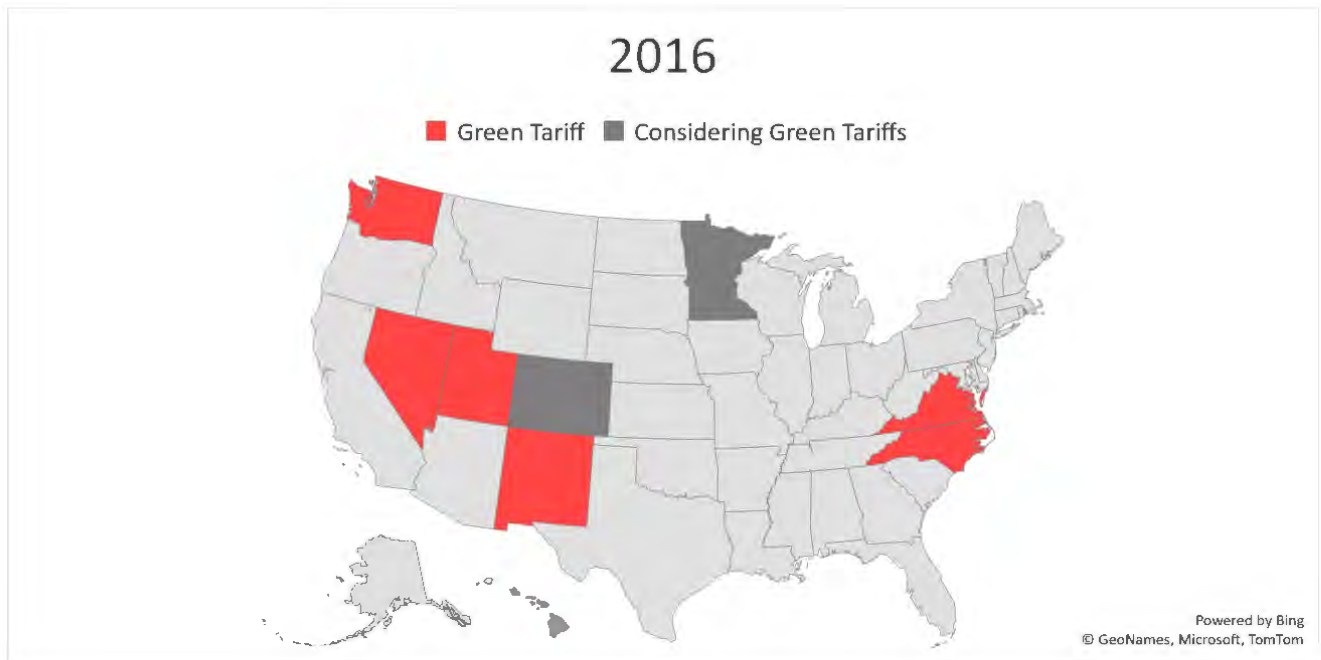 2016
Green Tariff Considering Green Tariffs
Powered by Bing
© GeoNames, Microsoft, TomTom